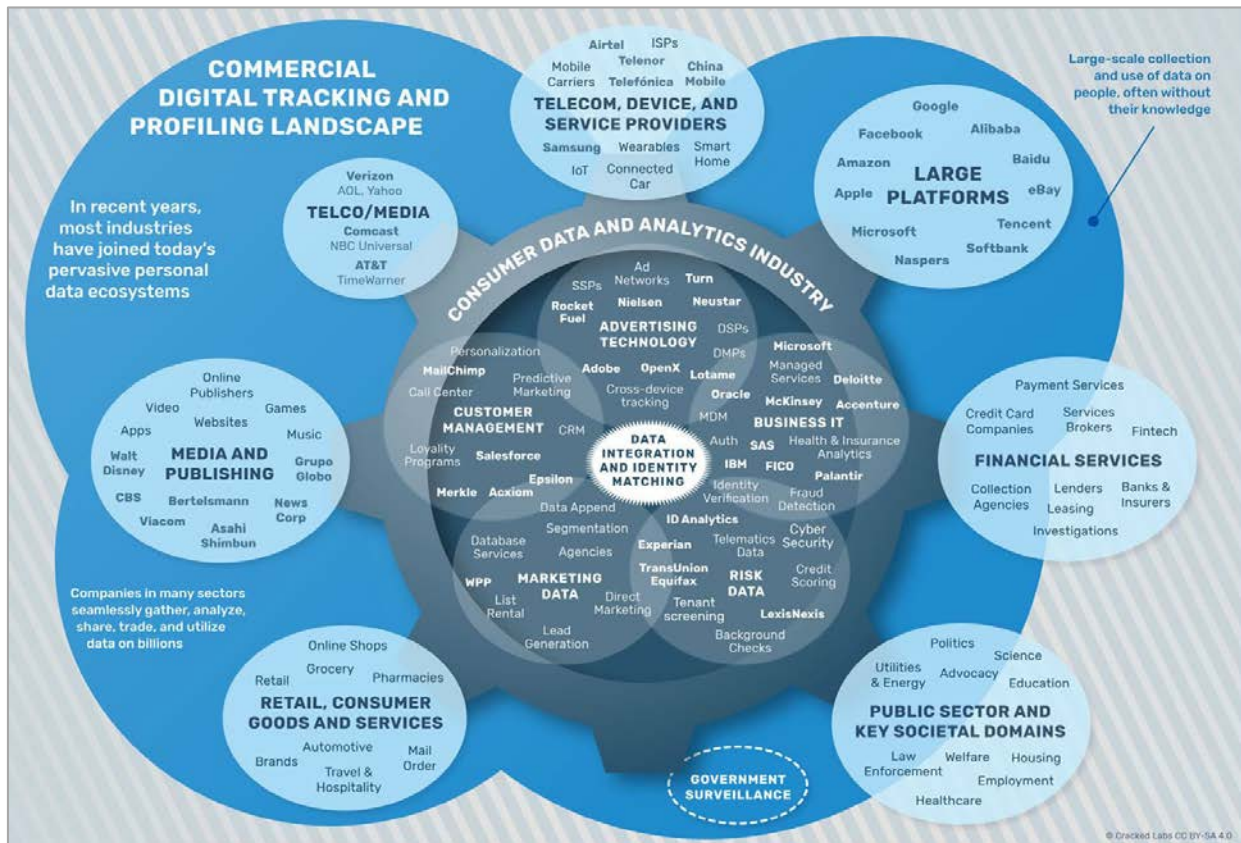 COMMERCIAL
DIGITAL TRACKING AND
PROFILING LANDSCAPE
In recent years,
most industries
have joined today's
pervasive personal
data ecosystems
Companies in many sectors
seamlessly gather, analyze,
share, trade, and utilize
data on billions
Large-scale collection
and use of data on
people, often without
their knowledge
Airtel
ISPs
Mobile
Carriers
Telenor
Telefónica
China
Mobile
TELECOM, DEVICE, AND
SERVICE PROVIDERS
Samsung
Wearables
Smart
Home
IoT
Connected
Car
Verizon
AOL, Yahoo
TELCO/MEDIA
Comcast
NBC Universal
AT&T
TimeWarner
Google
Facebook
Alibaba
Amazon
Baidu
LARGE
PLATFORMS
Apple
eBay
Microsoft
Tencent
Naspers
Softbank
CONSUMER DATA AND ANALYTICS INDUSTRY
Ad
Networks
SSPs
Turn
Rocket
Fuel
Nielsen
Neustar
ADVERTISING
TECHNOLOGY
DSPs
DMPs
Adobe
OpenX
Lotame
Cross-device
tracking
Personalization
MailChimp
Call Center
Predictive
Marketing
CUSTOMER
MANAGEMENT
CRM
Loyality
Programs
Salesforce
Epsilon
Merkle
Acxiom
Microsoft
Managed
Services
Deloitte
Oracle
McKinsey
Accenture
MDM
BUSINESS IT
Auth
SAS
Health & Insurance
Analytics
IBM
FICO
Palantir
Identity
Verification
Fraud
Detection
DATA
INTEGRATION
AND IDENTITY
MATCHING
Data Append
Segmentation
Database
Services
Agencies
WPP
MARKETING
DATA
List
Rental
Direct
Marketing
Lead
Generation
ID Analytics
Cyber
Security
Experian
Telematics
Data
TransUnion
Equifax
RISK
DATA
Credit
Scoring
Tenant
screening
LexisNexis
Background
Checks
Online
Publishers
Video
Games
Websites
Apps
Music
Walt
Disney
MEDIA AND
PUBLISHING
Grupo
Globo
CBS
Bertelsmann
News
Corp
Viacom
Asahi
Shimbun
Payment Services
Credit Card
Companies
Services
Brokers
Fintech
FINANCIAL SERVICES
Collection
Agencies
Lenders
Leasing
Banks &
Insurers
Investigations
Online Shops
Retail
Grocery
Pharmacies
RETAIL, CONSUMER
GOODS AND SERVICES
Brands
Automotive
Mail
Order
Travel &
Hospitality
Politics
Science
Utilities
& Energy
Advocacy
Education
PUBLIC SECTOR AND
KEY SOCIETAL DOMAINS
Law
Enforcement
Welfare
Housing
Employment
Healthcare
GOVERNMENT
SURVEILLANCE
© Cracked Labs CC BY-SA 4.0